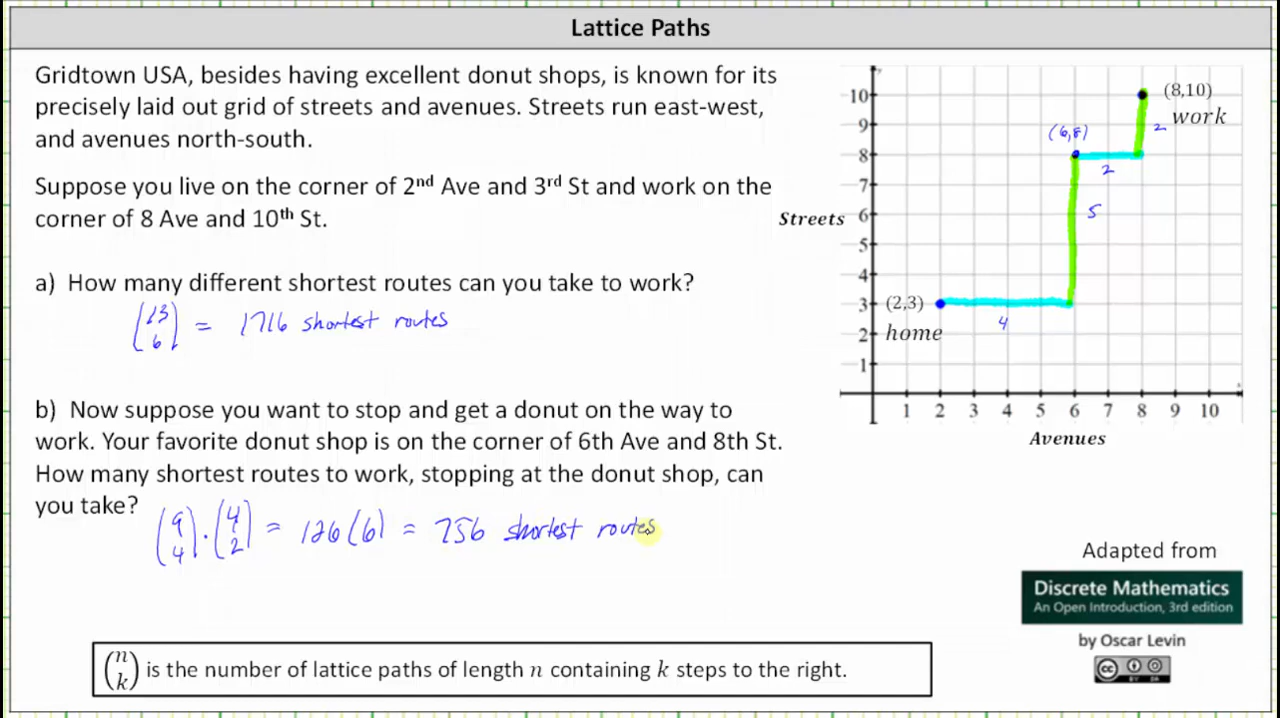 Lattice Paths
Gridtown USA, besides having excellent donut shops, is known for its
precisely laid out grid of streets and avenues. Streets run east-west,
and avenues north-south.
Suppose you live on the corner of 2nd Ave and 3rd St and work on the
corner of 8 Ave and 10th St.
a) How many different shortest routes can you take to work?
(13
6) = 1716 shortest routes
b) Now suppose you want to stop and get a donut on the way to
work. Your favorite donut shop is on the corner of 6th Ave and 8th St.
How many shortest routes to work, stopping at the donut shop, can
you take?
(9
4) · (4
2) = 126(6) = 756 shortest routes
(n
k) is the number of lattice paths of length n containing k steps to the right.
y
10
9
8
7
6
5
4
3
2
1
Streets
1 2 3 4 5 6 7 8 9 10
Avenues
(8,10)
work
2
(6,8)
2
5
(2,3)
home
4
Adapted from
Discrete Mathematics
An Open Introduction, 3rd edition
by Oscar Levin
cc
BY SA